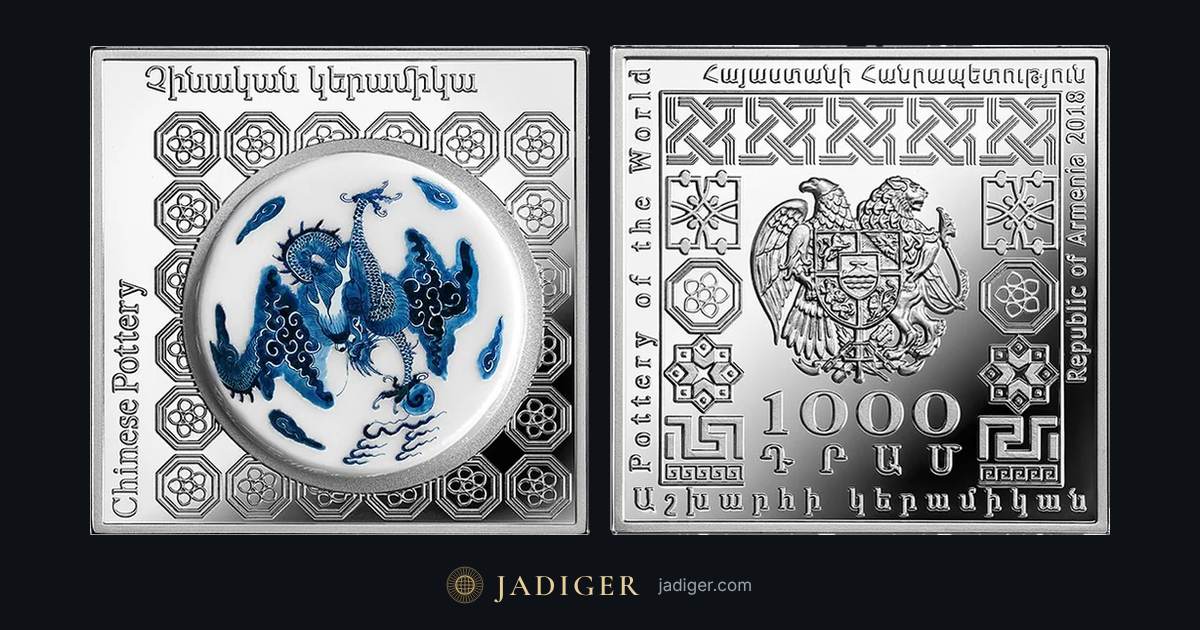 Չինական կերամիկա
Chinese Pottery
Հայաստանի Հանրապետություն
Pottery of the World
Republic of Armenia 2018
1000
ԴՐԱՄ
Աշխարհի կերամիկան
JADIGER
jadiger.com